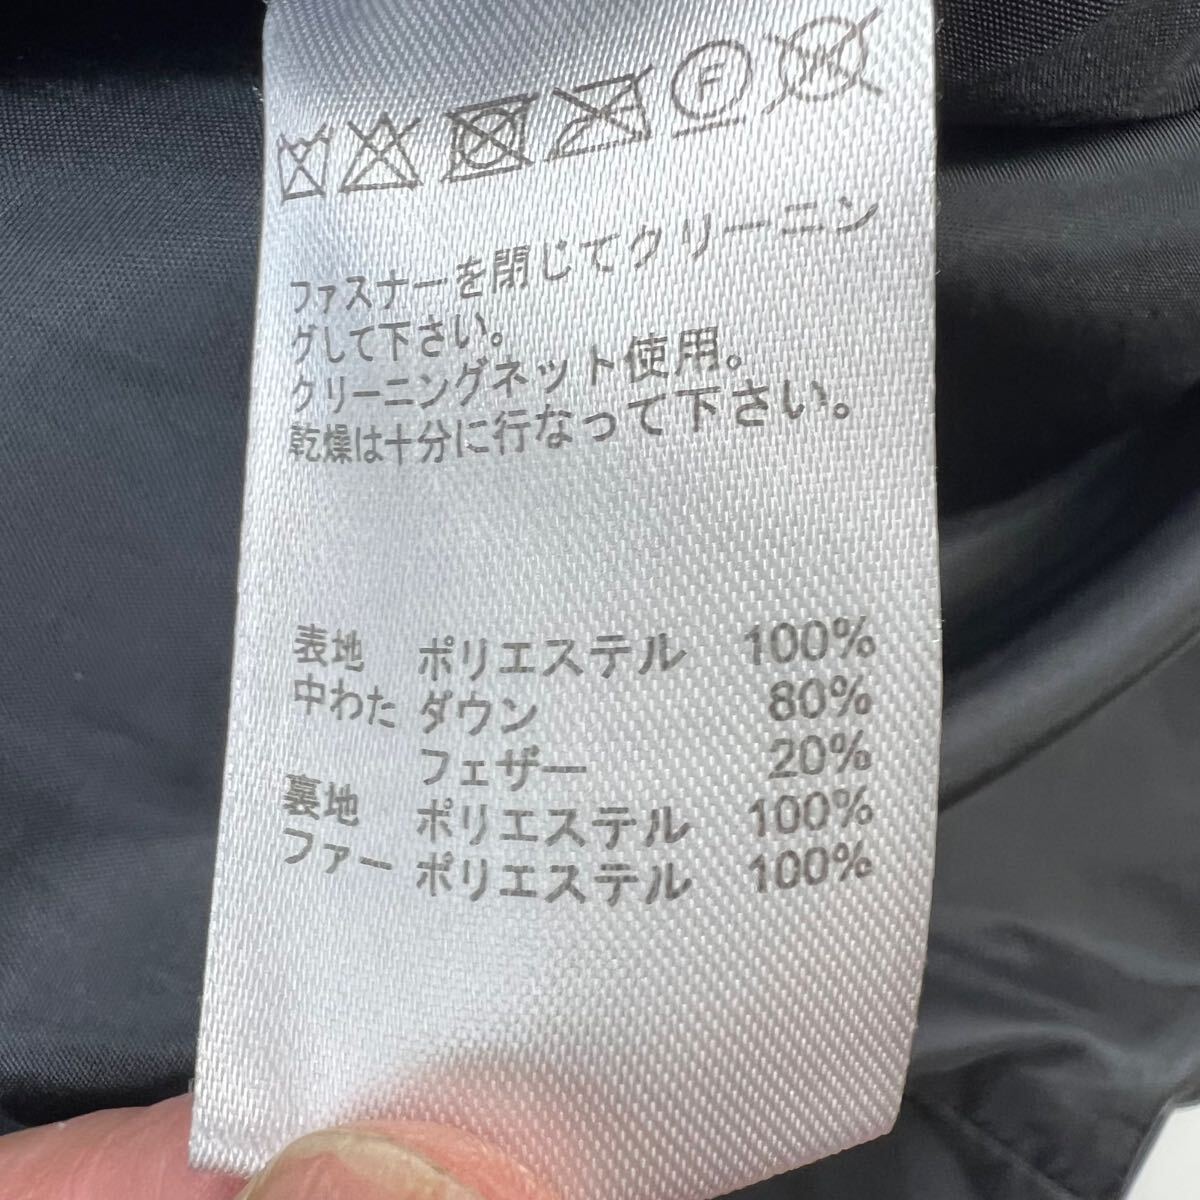 F
W
ファスナーを閉じてクリーニン
グして下さい。
クリーニングネット使用。
乾燥は十分に行なって下さい。
表地 ポリエステル 100%
中わた ダウン 80%
フェザー 20%
裏地 ポリエステル 100%
ファー ポリエステル 100%